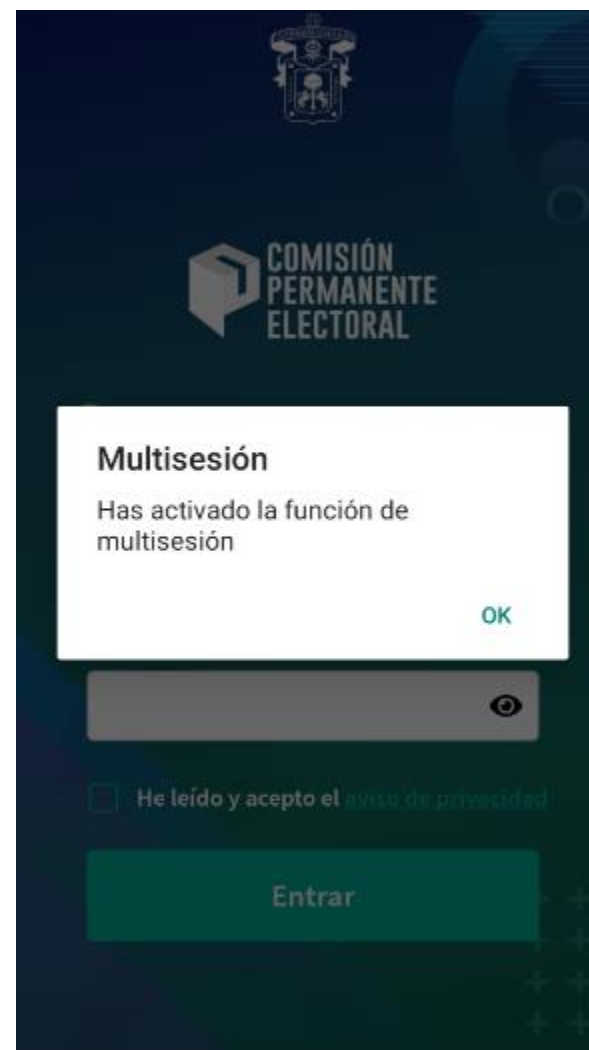 COMISIÓN
PERMANENTE
ELECTORAL
Multisesión
Has activado la función de
multisesión
OK
He leído y acepto el aviso de privacidad
Entrar